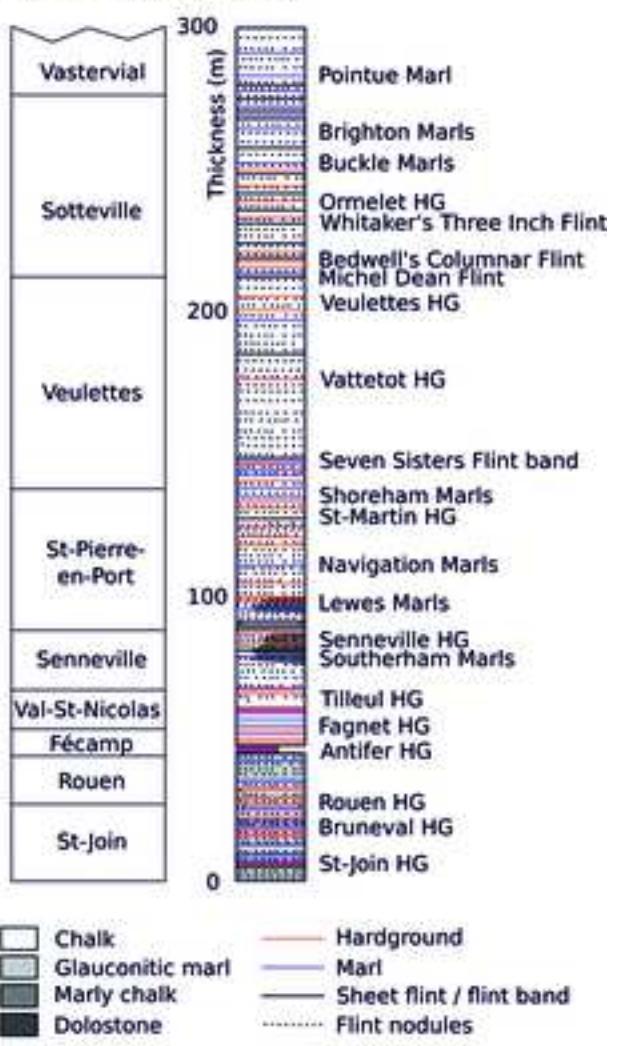 300
Thickness (m)
200
100
0
Vastervial
Sotteville
Veulettes
St-Pierre-
en-Port
Senneville
Val-St-Nicolas
Fécamp
Rouen
St-Join
Pointue Marl
Brighton Marls
Buckle Marls
Ormelet HG
Whitaker's Three Inch Flint
Bedwell's Columnar Flint
Michel Dean Flint
Veulettes HG
Vattetot HG
Seven Sisters Flint band
Shoreham Marls
St-Martin HG
Navigation Marls
Lewes Marls
Senneville HG
Southerham Marls
Tilleul HG
Fagnet HG
Antifer HG
Rouen HG
Bruneval HG
St-Join HG
Chalk
Glauconitic marl
Marly chalk
Dolostone
Hardground
Marl
Sheet flint / flint band
Flint nodules